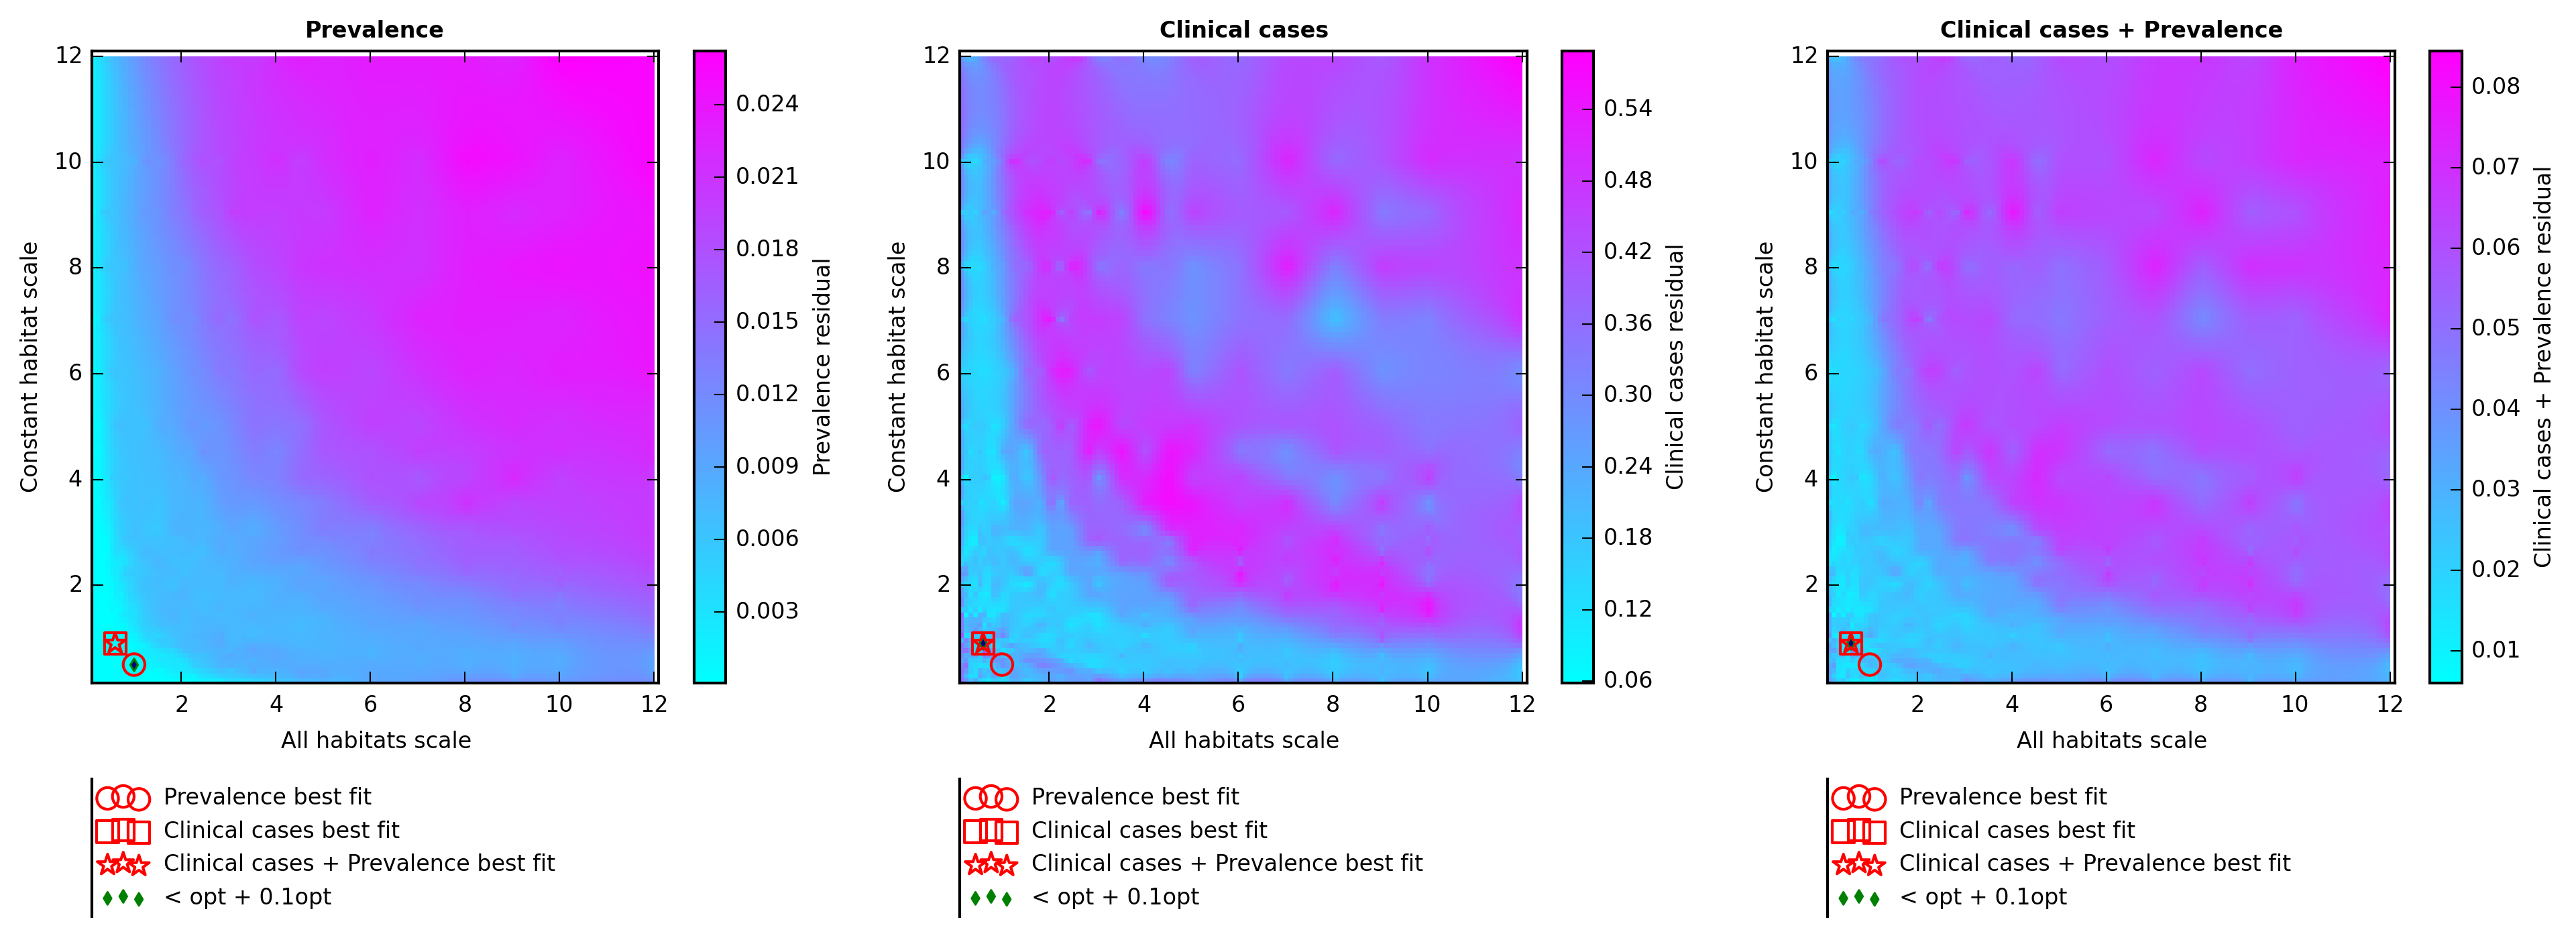 Prevalence
Clinical cases
Clinical cases + Prevalence
12
10
8
6
4
2
Constant habitat scale
2 4 6 8 10 12
All habitats scale
0.024
0.021
0.018
0.015
0.012
0.009
0.006
0.003
Prevalence residual
12
10
8
6
4
2
Constant habitat scale
2 4 6 8 10 12
All habitats scale
0.54
0.48
0.42
0.36
0.30
0.24
0.18
0.12
0.06
Clinical cases residual
12
10
8
6
4
2
Constant habitat scale
2 4 6 8 10 12
All habitats scale
0.08
0.07
0.06
0.05
0.04
0.03
0.02
0.01
Clinical cases + Prevalence residual
Prevalence best fit
Clinical cases best fit
Clinical cases + Prevalence best fit
< opt + 0.1opt
Prevalence best fit
Clinical cases best fit
Clinical cases + Prevalence best fit
< opt + 0.1opt
Prevalence best fit
Clinical cases best fit
Clinical cases + Prevalence best fit
< opt + 0.1opt